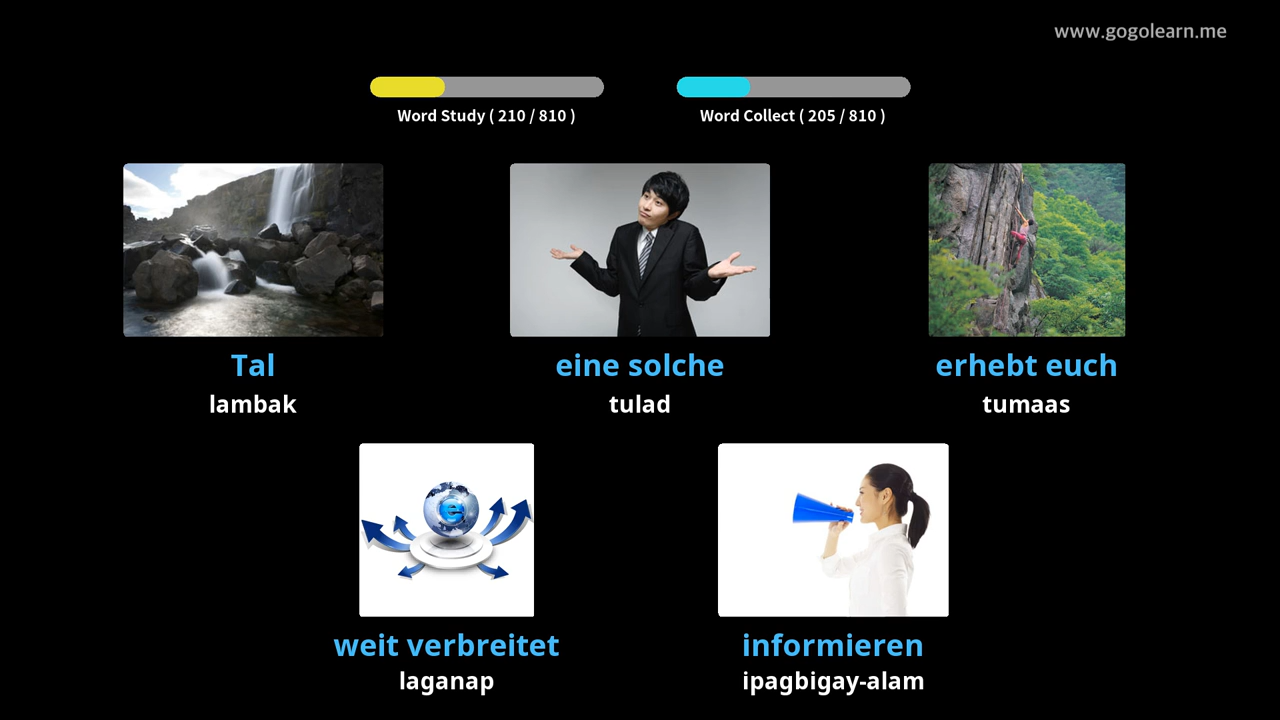 www.gogolearn.me
Word Study ( 210 / 810 )
Word Collect ( 205 / 810 )
Tal
lambak
eine solche
tulad
erhebt euch
tumaas
e
weit verbreitet
laganap
informieren
ipagbigay-alam